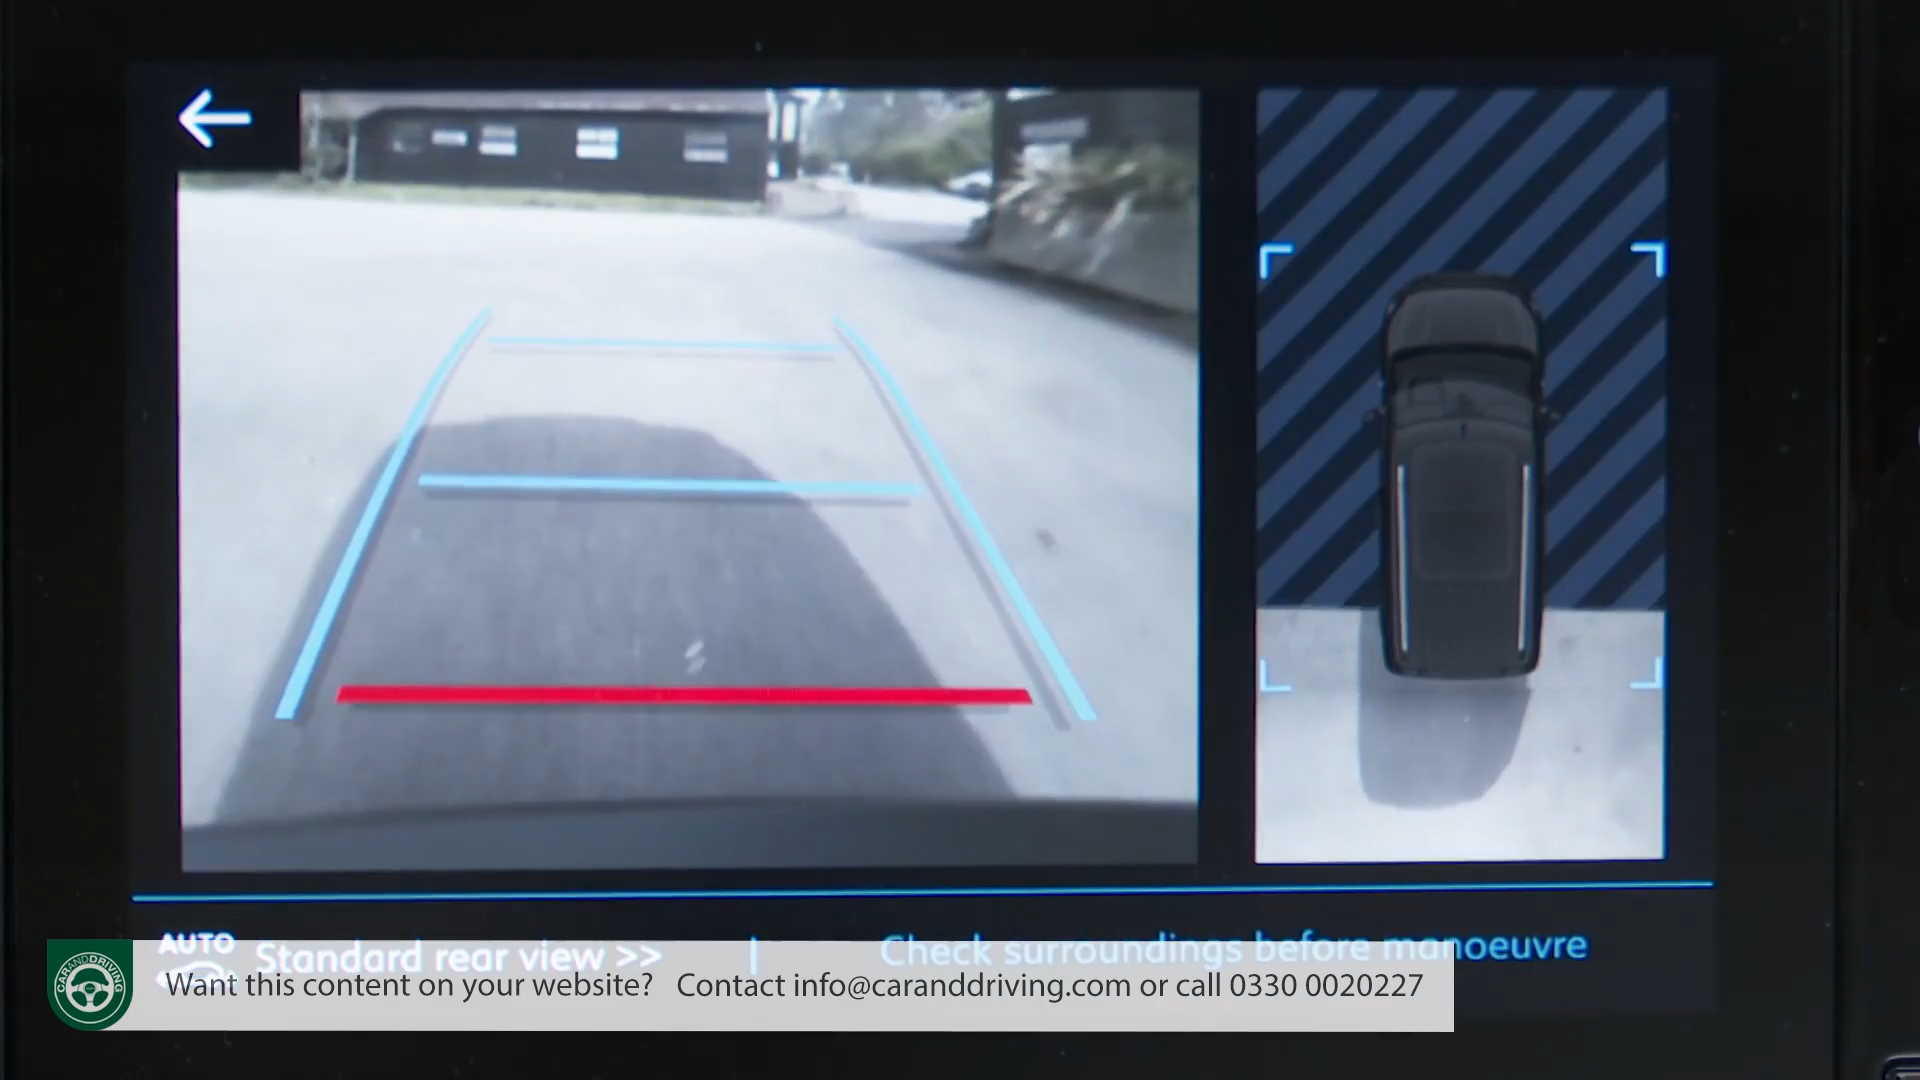 AUTO
Standard rear view >> | Check surroundings before manoeuvre
CARANDDRIVING
Want this content on your website? Contact info@caranddriving.com or call 0330 0020227